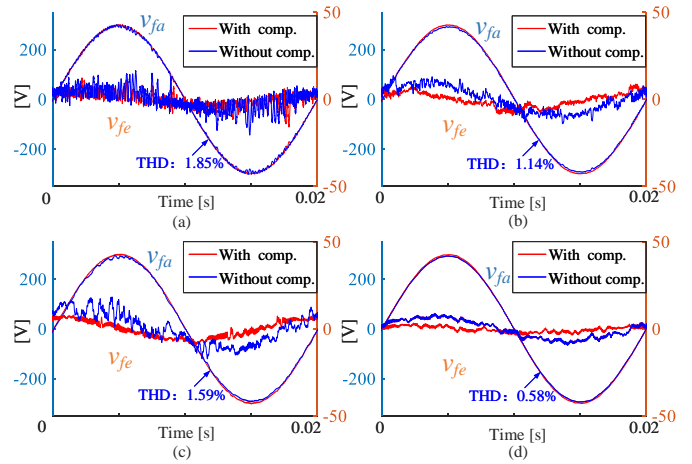 50
300
v_fa
With comp.
Without comp.
[V]
0
0
v_fe
-200
THD：1.85%
-50
0
Time [s]
0.02
(a)
50
200
v_fa
With comp.
Without comp.
[V]
0
0
v_fe
-200
THD：1.14%
-50
0
Time [s]
0.02
(b)
50
200
v_fa
With comp.
Without comp.
[V]
0
0
v_fe
-200
THD：1.59%
-50
0
Time [s]
0.02
(c)
50
200
v_fa
With comp.
Without comp.
[V]
0
0
v_fe
-200
THD：0.58%
-50
0
Time [s]
0.02
(d)